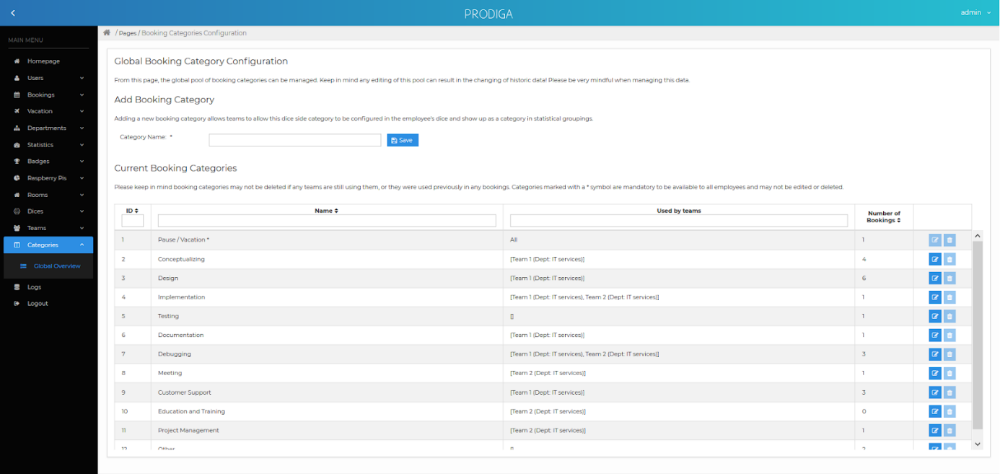 PRODIGA
admin
MAIN MENU
Homepage
Users
Bookings
Vacation
Departments
Statistics
Badges
Raspberry Pis
Rooms
Dices
Teams
Categories
Global Overview
Logs
Logout
/ Pages / Booking Categories Configuration
Global Booking Category Configuration
From this page, the global pool of booking categories can be managed. Keep in mind any editing of this pool can result in the changing of historic data! Please be very mindful when managing this data.
Add Booking Category
Adding a new booking category allows teams to allow this dice side category to be configured in the employee's dice and show up as a category in statistical groupings.
Category Name: * Save
Current Booking Categories
Please keep in mind booking categories may not be deleted if any teams are still using them, or they were used previously in any bookings. Categories marked with a * symbol are mandatory to be available to all employees and may not be edited or deleted.
ID Name Used by teams Number of Bookings
1 Pause / Vacation * All 1
2 Conceptualizing [Team 1 (Dept: IT services)] 4
3 Design [Team 1 (Dept: IT services)] 6
4 Implementation [Team 1 (Dept: IT services), Team 2 (Dept: IT services)] 1
5 Testing [] 1
6 Documentation [Team 1 (Dept: IT services)] 1
7 Debugging [Team 1 (Dept: IT services), Team 2 (Dept: IT services)] 3
8 Meeting [Team 2 (Dept: IT services)] 1
9 Customer Support [Team 1 (Dept: IT services)] 3
10 Education and Training [Team 2 (Dept: IT services)] 0
11 Project Management [Team 2 (Dept: IT services)] 1
12 Other [] 2